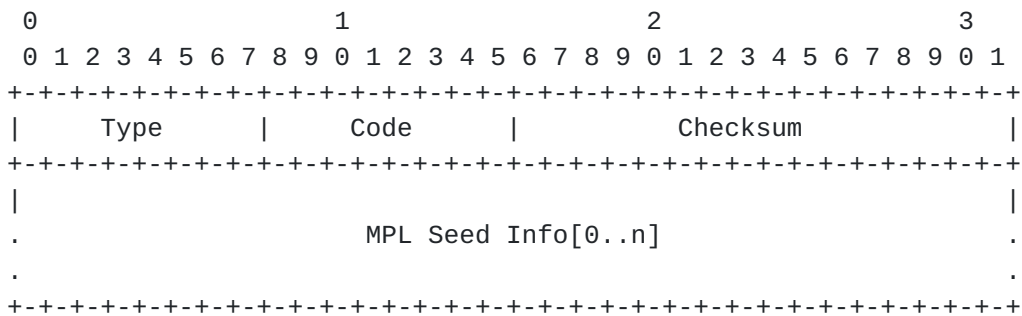 0                   1                   2                   3
 0 1 2 3 4 5 6 7 8 9 0 1 2 3 4 5 6 7 8 9 0 1 2 3 4 5 6 7 8 9 0 1
+-+-+-+-+-+-+-+-+-+-+-+-+-+-+-+-+-+-+-+-+-+-+-+-+-+-+-+-+-+-+-+-+
|     Type      |     Code      |          Checksum             |
+-+-+-+-+-+-+-+-+-+-+-+-+-+-+-+-+-+-+-+-+-+-+-+-+-+-+-+-+-+-+-+-+
|                                                               |
.                      MPL Seed Info[0..n]                      .
.                                                               .
+-+-+-+-+-+-+-+-+-+-+-+-+-+-+-+-+-+-+-+-+-+-+-+-+-+-+-+-+-+-+-+-+